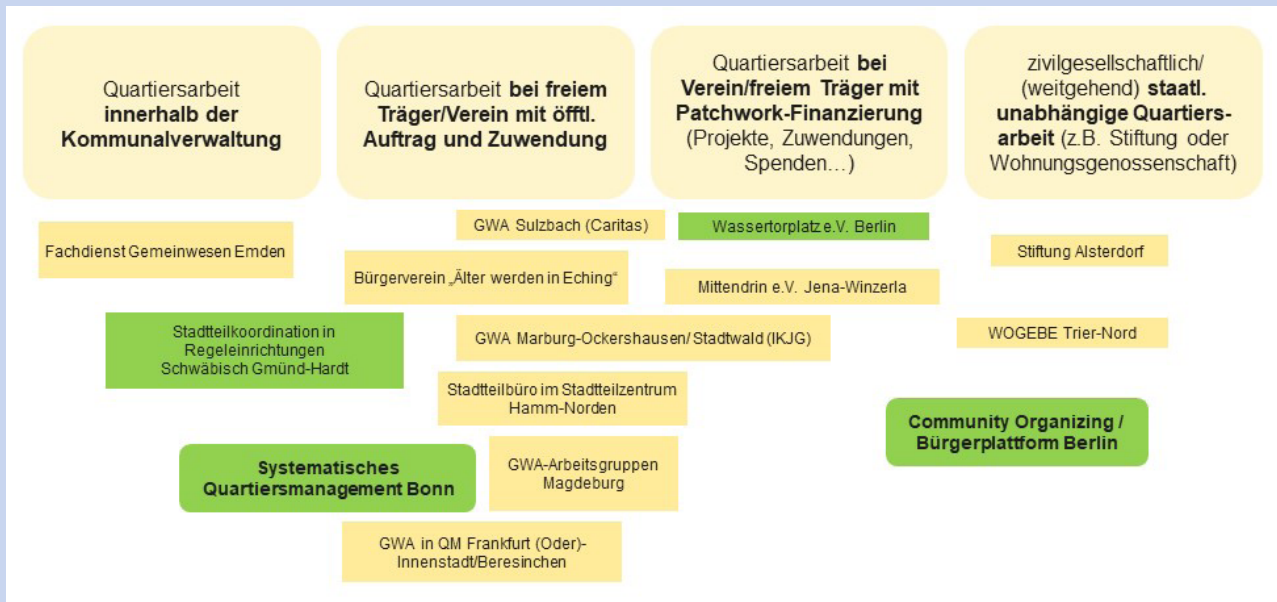 Quartiersarbeit
innerhalb der
Kommunalverwaltung
Quartiersarbeit bei freiem
Träger/Verein mit öfftl.
Auftrag und Zuwendung
Quartiersarbeit bei
Verein/freiem Träger mit
Patchwork-Finanzierung
(Projekte, Zuwendungen,
Spenden…)
zivilgesellschaftlich/
(weitgehend) staatl.
unabhängige Quartiers-
arbeit (z.B. Stiftung oder
Wohnungsgenossenschaft)
GWA Sulzbach (Caritas)
Wassertorplatz e.V. Berlin
Fachdienst Gemeinwesen Emden
Stiftung Alsterdorf
Bürgerverein „Älter werden in Eching“
Mittendrin e.V. Jena-Winzerla
Stadtteilkoordination in
Regeleinrichtungen
Schwäbisch Gmünd-Hardt
GWA Marburg-Ockershausen/ Stadtwald (IKJG)
WOGEBE Trier-Nord
Stadtteilbüro im Stadtteilzentrum
Hamm-Norden
Community Organizing /
Bürgerplattform Berlin
Systematisches
Quartiersmanagement Bonn
GWA-Arbeitsgruppen
Magdeburg
GWA in QM Frankfurt (Oder)-
Innenstadt/Beresinchen